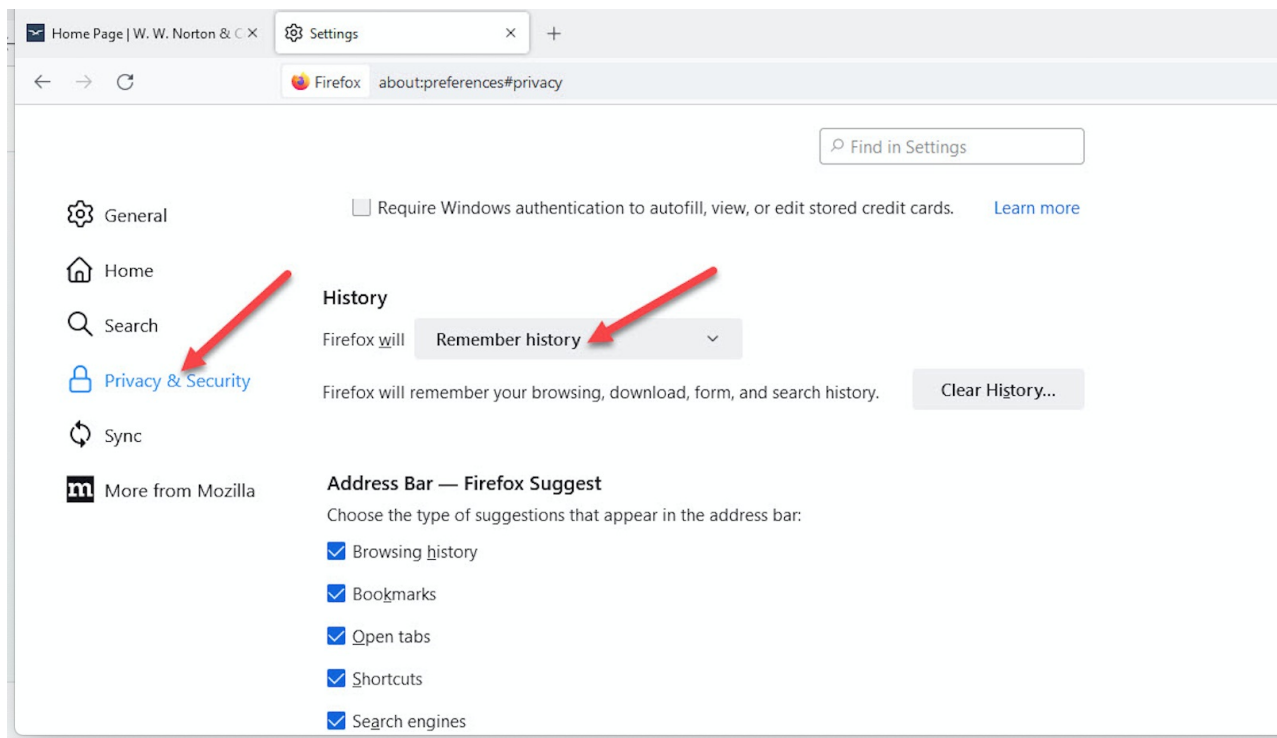 Home Page | W. W. Norton & C
Settings
Firefox about:preferences#privacy
Find in Settings
General
Home
Search
Privacy & Security
Sync
More from Mozilla
Require Windows authentication to autofill, view, or edit stored credit cards. Learn more
History
Firefox will Remember history
Firefox will remember your browsing, download, form, and search history. Clear History...
Address Bar — Firefox Suggest
Choose the type of suggestions that appear in the address bar:
Browsing history
Bookmarks
Open tabs
Shortcuts
Search engines